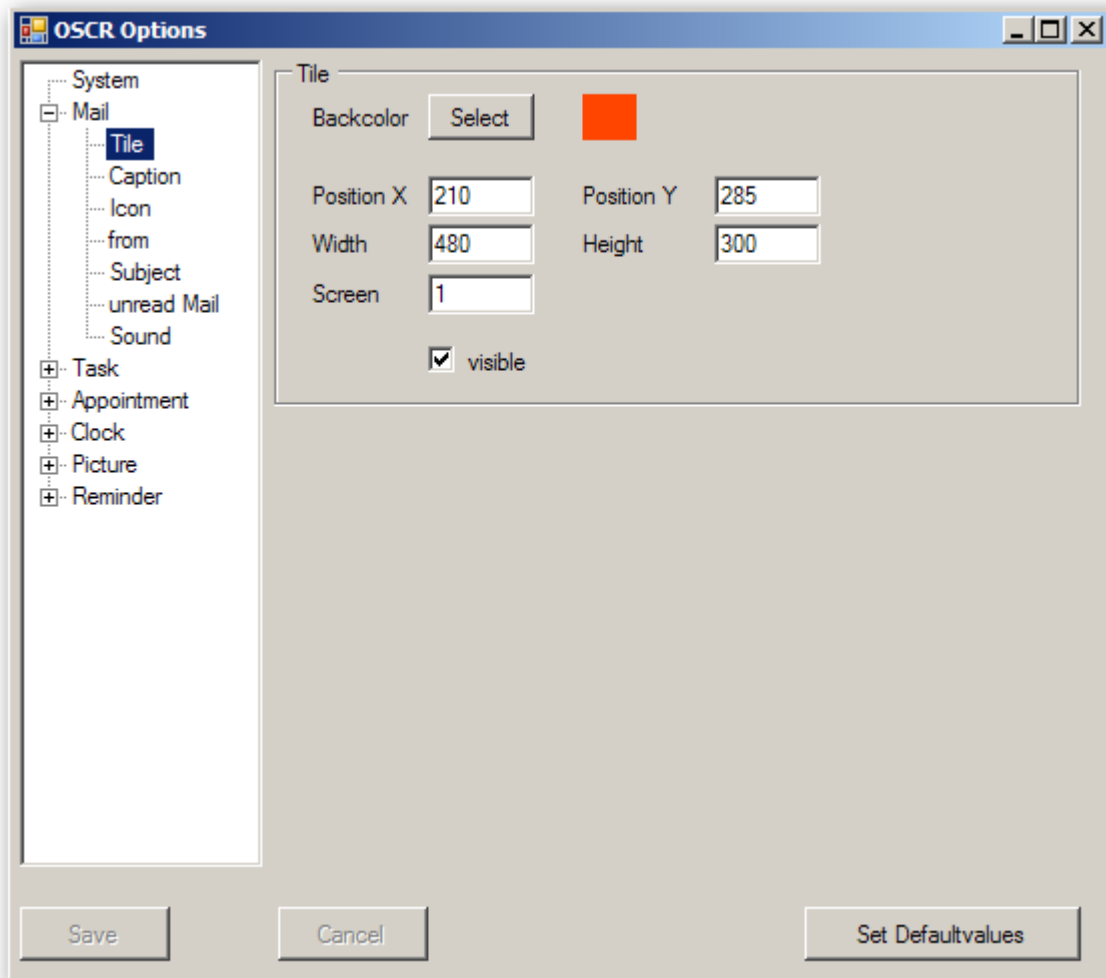 OSCR Options
System
Mail
Tile
Caption
Icon
from
Subject
unread Mail
Sound
Task
Appointment
Clock
Picture
Reminder
Tile
Backcolor Select
Position X 210 Position Y 285
Width 480 Height 300
Screen 1
visible
Save Cancel Set Defaultvalues